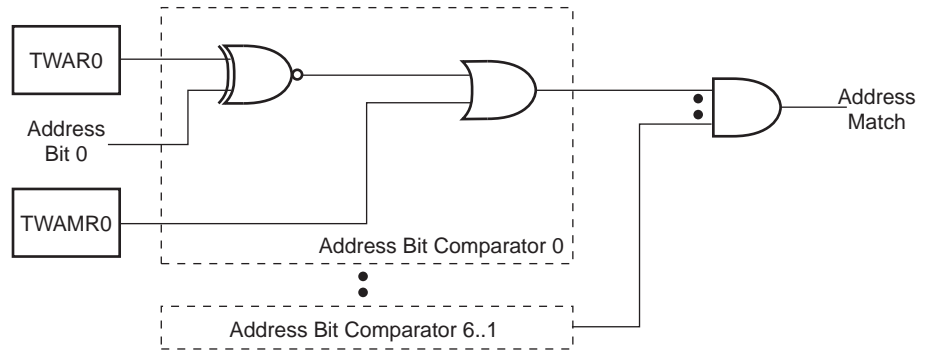 TWAR0
Address
Bit 0
TWAMR0
Address Bit Comparator 0
Address Bit Comparator 6..1
Address
Match